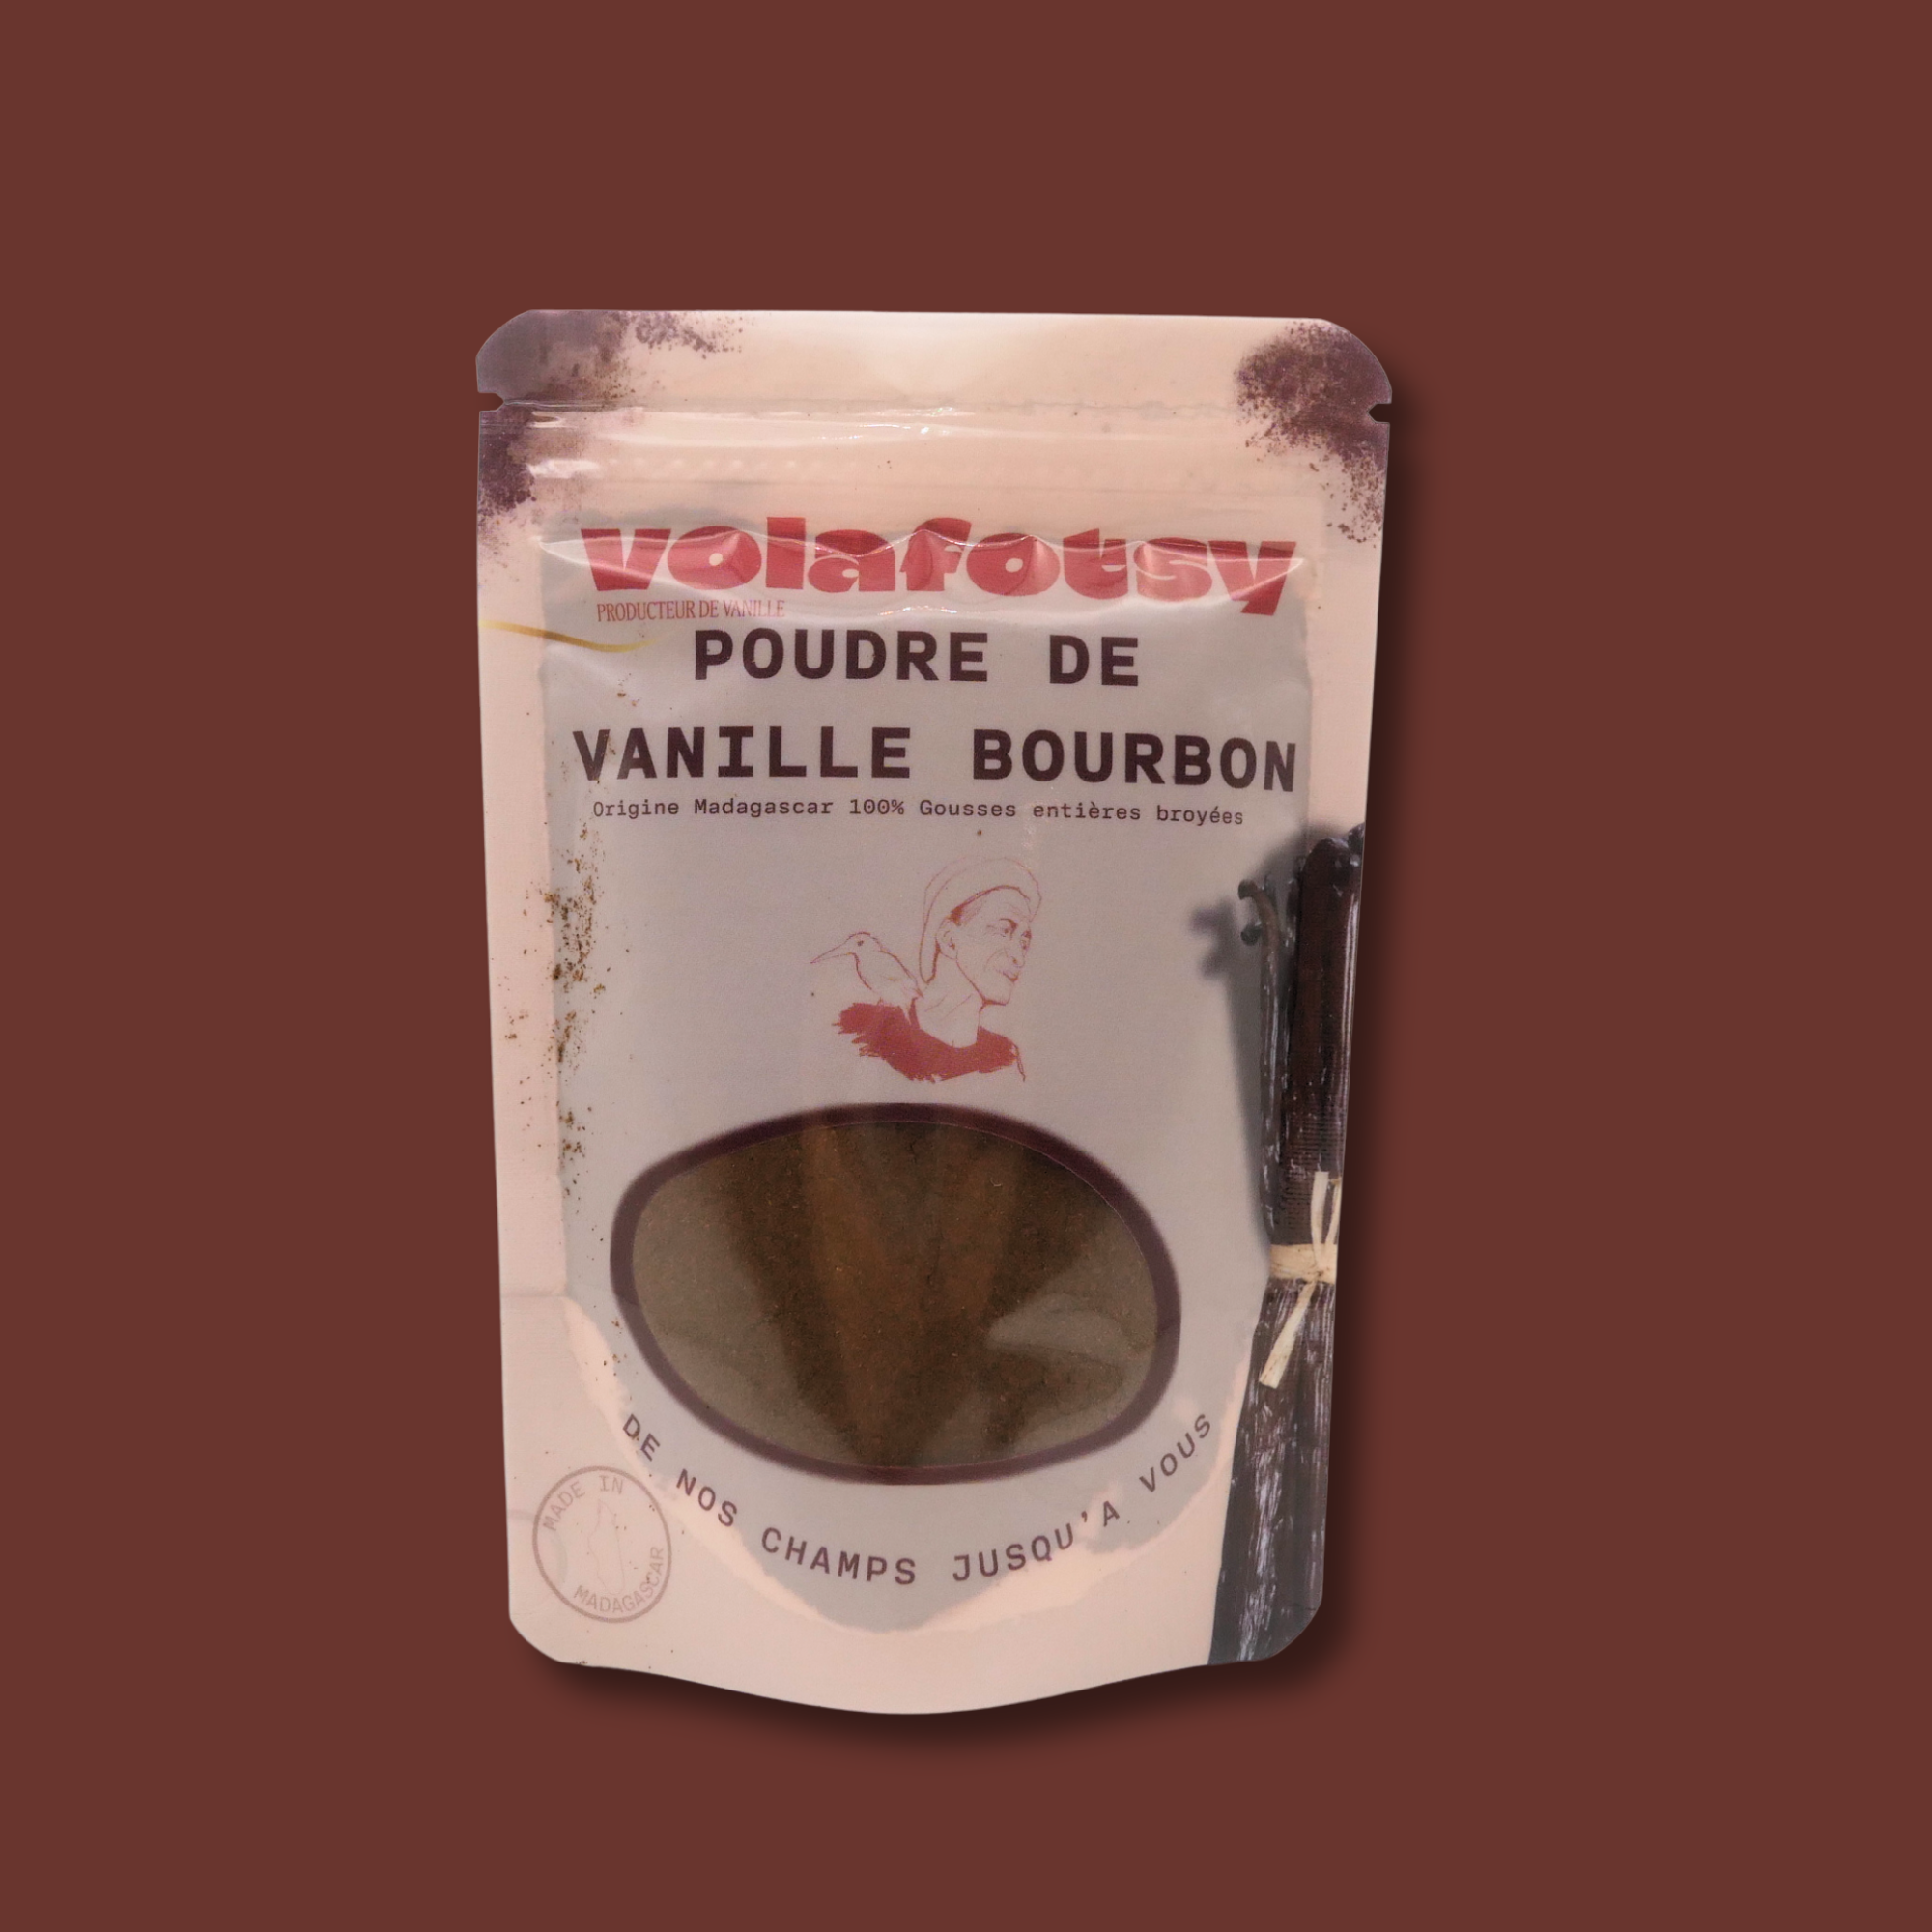 volafotsy
PRODUCTEUR DE VANILLE
POUDRE DE
VANILLE BOURBON
Origine Madagascar 100% Gousses entières broyées
DE NOS CHAMPS JUSQU'A VOUS
MADE IN
MADAGASCAR